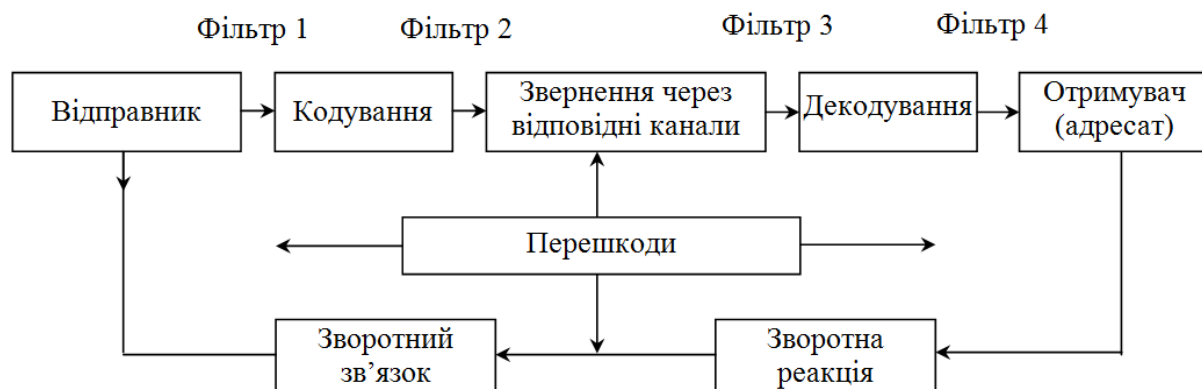 Фільтр 1
Фільтр 2
Фільтр 3
Фільтр 4
Відправник
Кодування
Звернення через
відповідні канали
Декодування
Отримувач
(адресат)
Перешкоди
Зворотний
зв’язок
Зворотна
реакція